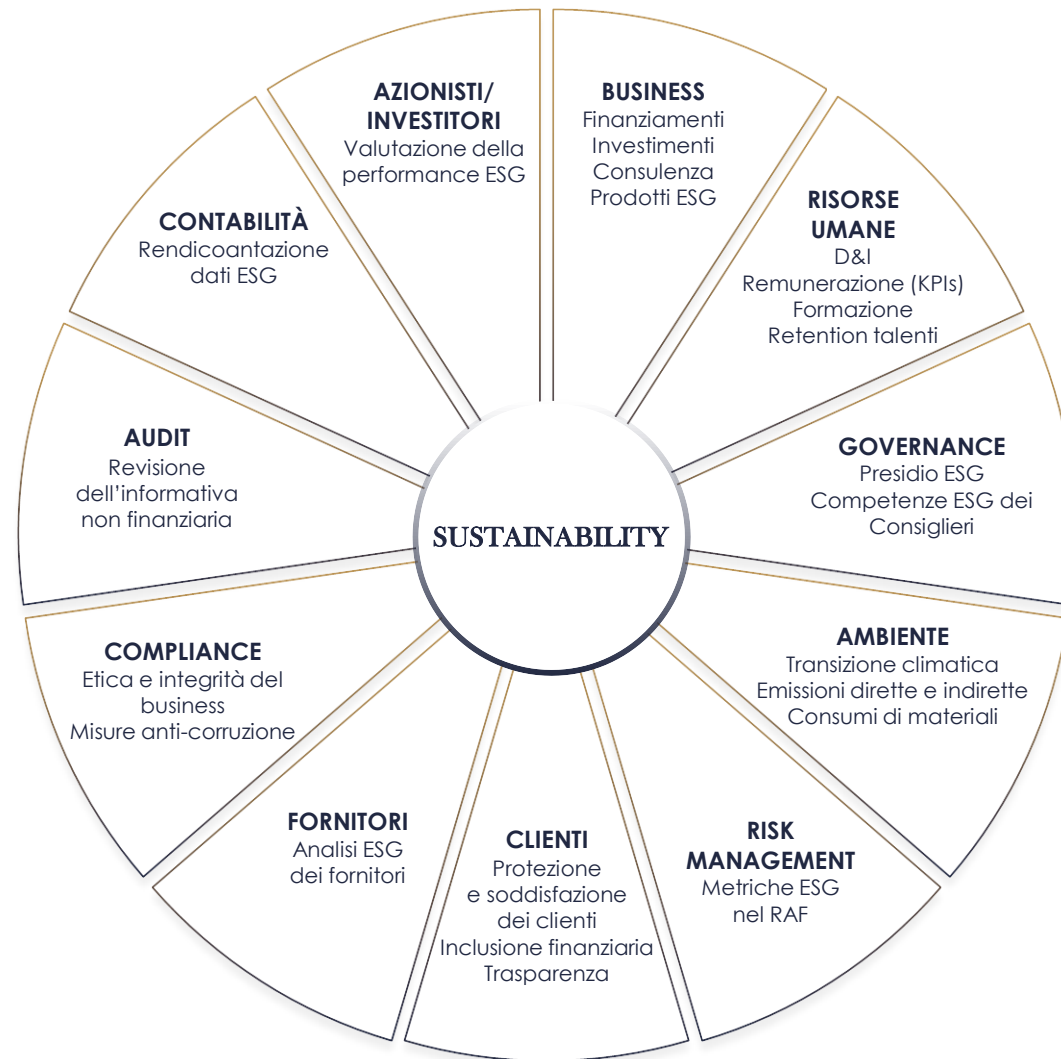 AZIONISTI/
INVESTITORI
Valutazione della
performance ESG
BUSINESS
Finanziamenti
Investimenti
Consulenza
Prodotti ESG
RISORSE
UMANE
D&I
Remunerazione (KPIs)
Formazione
Retention talenti
GOVERNANCE
Presidio ESG
Competenze ESG dei
Consiglieri
AMBIENTE
Transizione climatica
Emissioni dirette e indirette
Consumi di materiali
RISK
MANAGEMENT
Metriche ESG
nel RAF
CLIENTI
Protezione
e soddisfazione
dei clienti
Inclusione finanziaria
Trasparenza
FORNITORI
Analisi ESG
dei fornitori
COMPLIANCE
Etica e integrità del
business
Misure anti-corruzione
AUDIT
Revisione
dell’informativa
non finanziaria
CONTABILITÀ
Rendicoantazione
dati ESG
SUSTAINABILITY